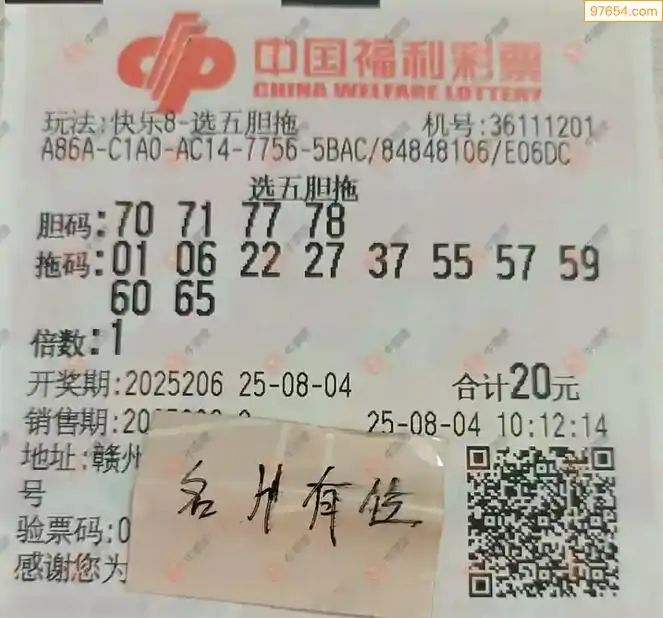 97654.com
中国福利彩票
CHINA WELFARE LOTTERY
玩法:快乐8-选五胆拖 机号:36111201
A86A-C1A0-AC14-7756-5BAC/84848106/E06DC
选五胆拖
胆码:70 71 77 78
拖码:01 06 22 27 37 55 57 59
60 65
倍数:1
开奖期:2025206 25-08-04 合计20元
销售期:20 25-08-04 10:12:14
地址:赣州
号
验票码:0
感谢您为
名 有位